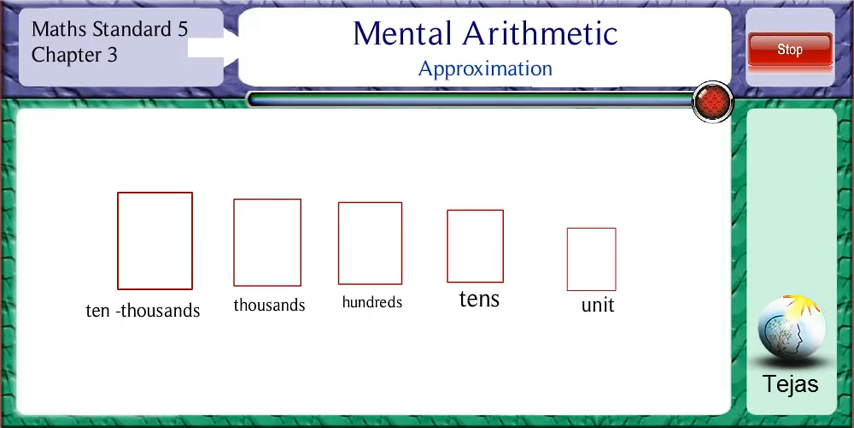 Maths Standard 5
Chapter 3
Mental Arithmetic
Approximation
Stop
ten -thousands
thousands
hundreds
tens
unit
Tejas